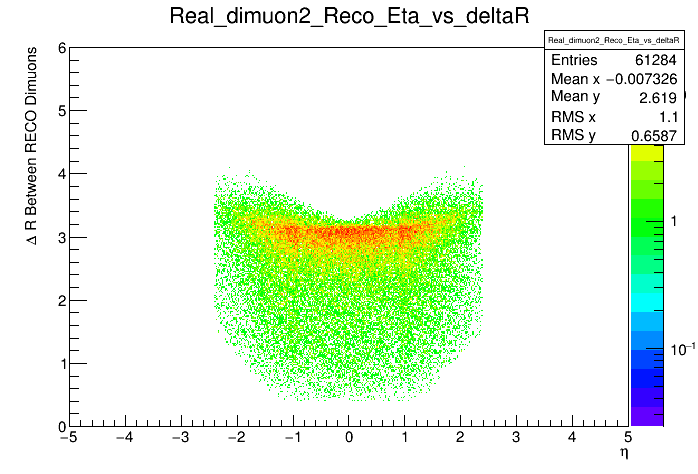 Real_dimuon2_Reco_Eta_vs_deltaR
Real_dimuon2_Reco_Eta_vs_deltaR
Entries 61284
Mean x −0.007326
Mean y 2.619
RMS x 1.1
RMS y 0.6587
Δ R Between RECO Dimuons
6
5
4
3
2
1
0
1
10⁻¹
−5 −4 −3 −2 −1 0 1 2 3 4 5
η